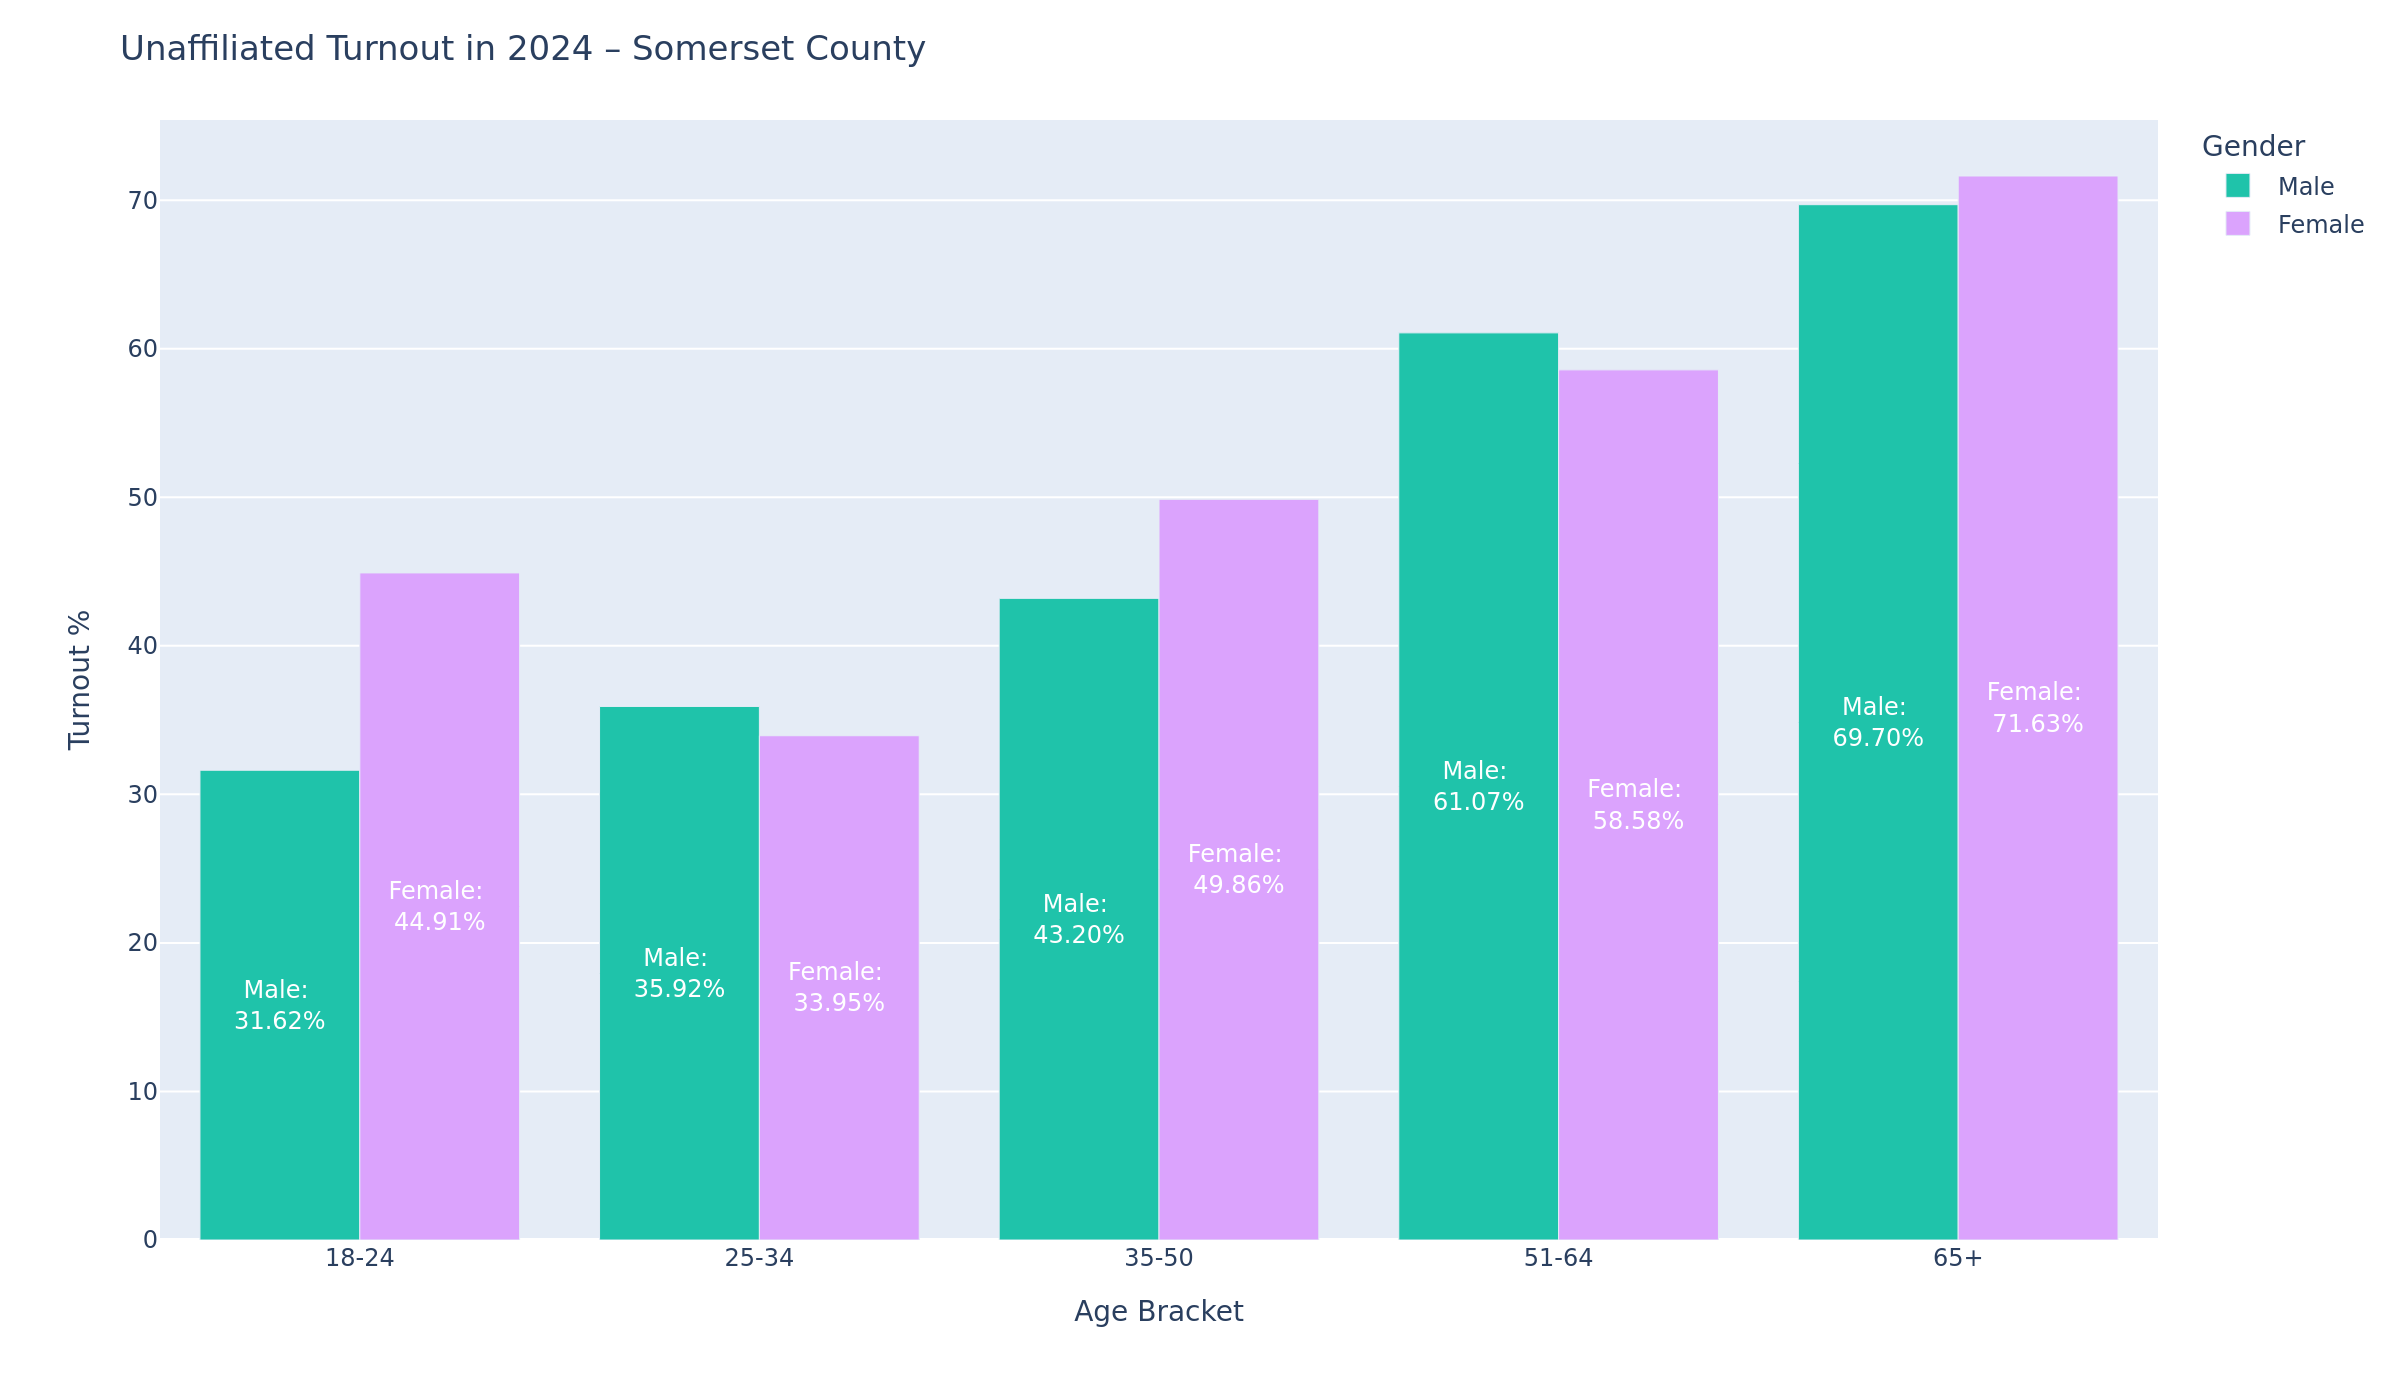 Unaffiliated Turnout in 2024 – Somerset County
Gender
Male
Female
Turnout %
70
60
50
40
30
20
10
0
Male:
31.62%
Female:
44.91%
Male:
35.92%
Female:
33.95%
Male:
43.20%
Female:
49.86%
Male:
61.07%
Female:
58.58%
Male:
69.70%
Female:
71.63%
18-24
25-34
35-50
51-64
65+
Age Bracket